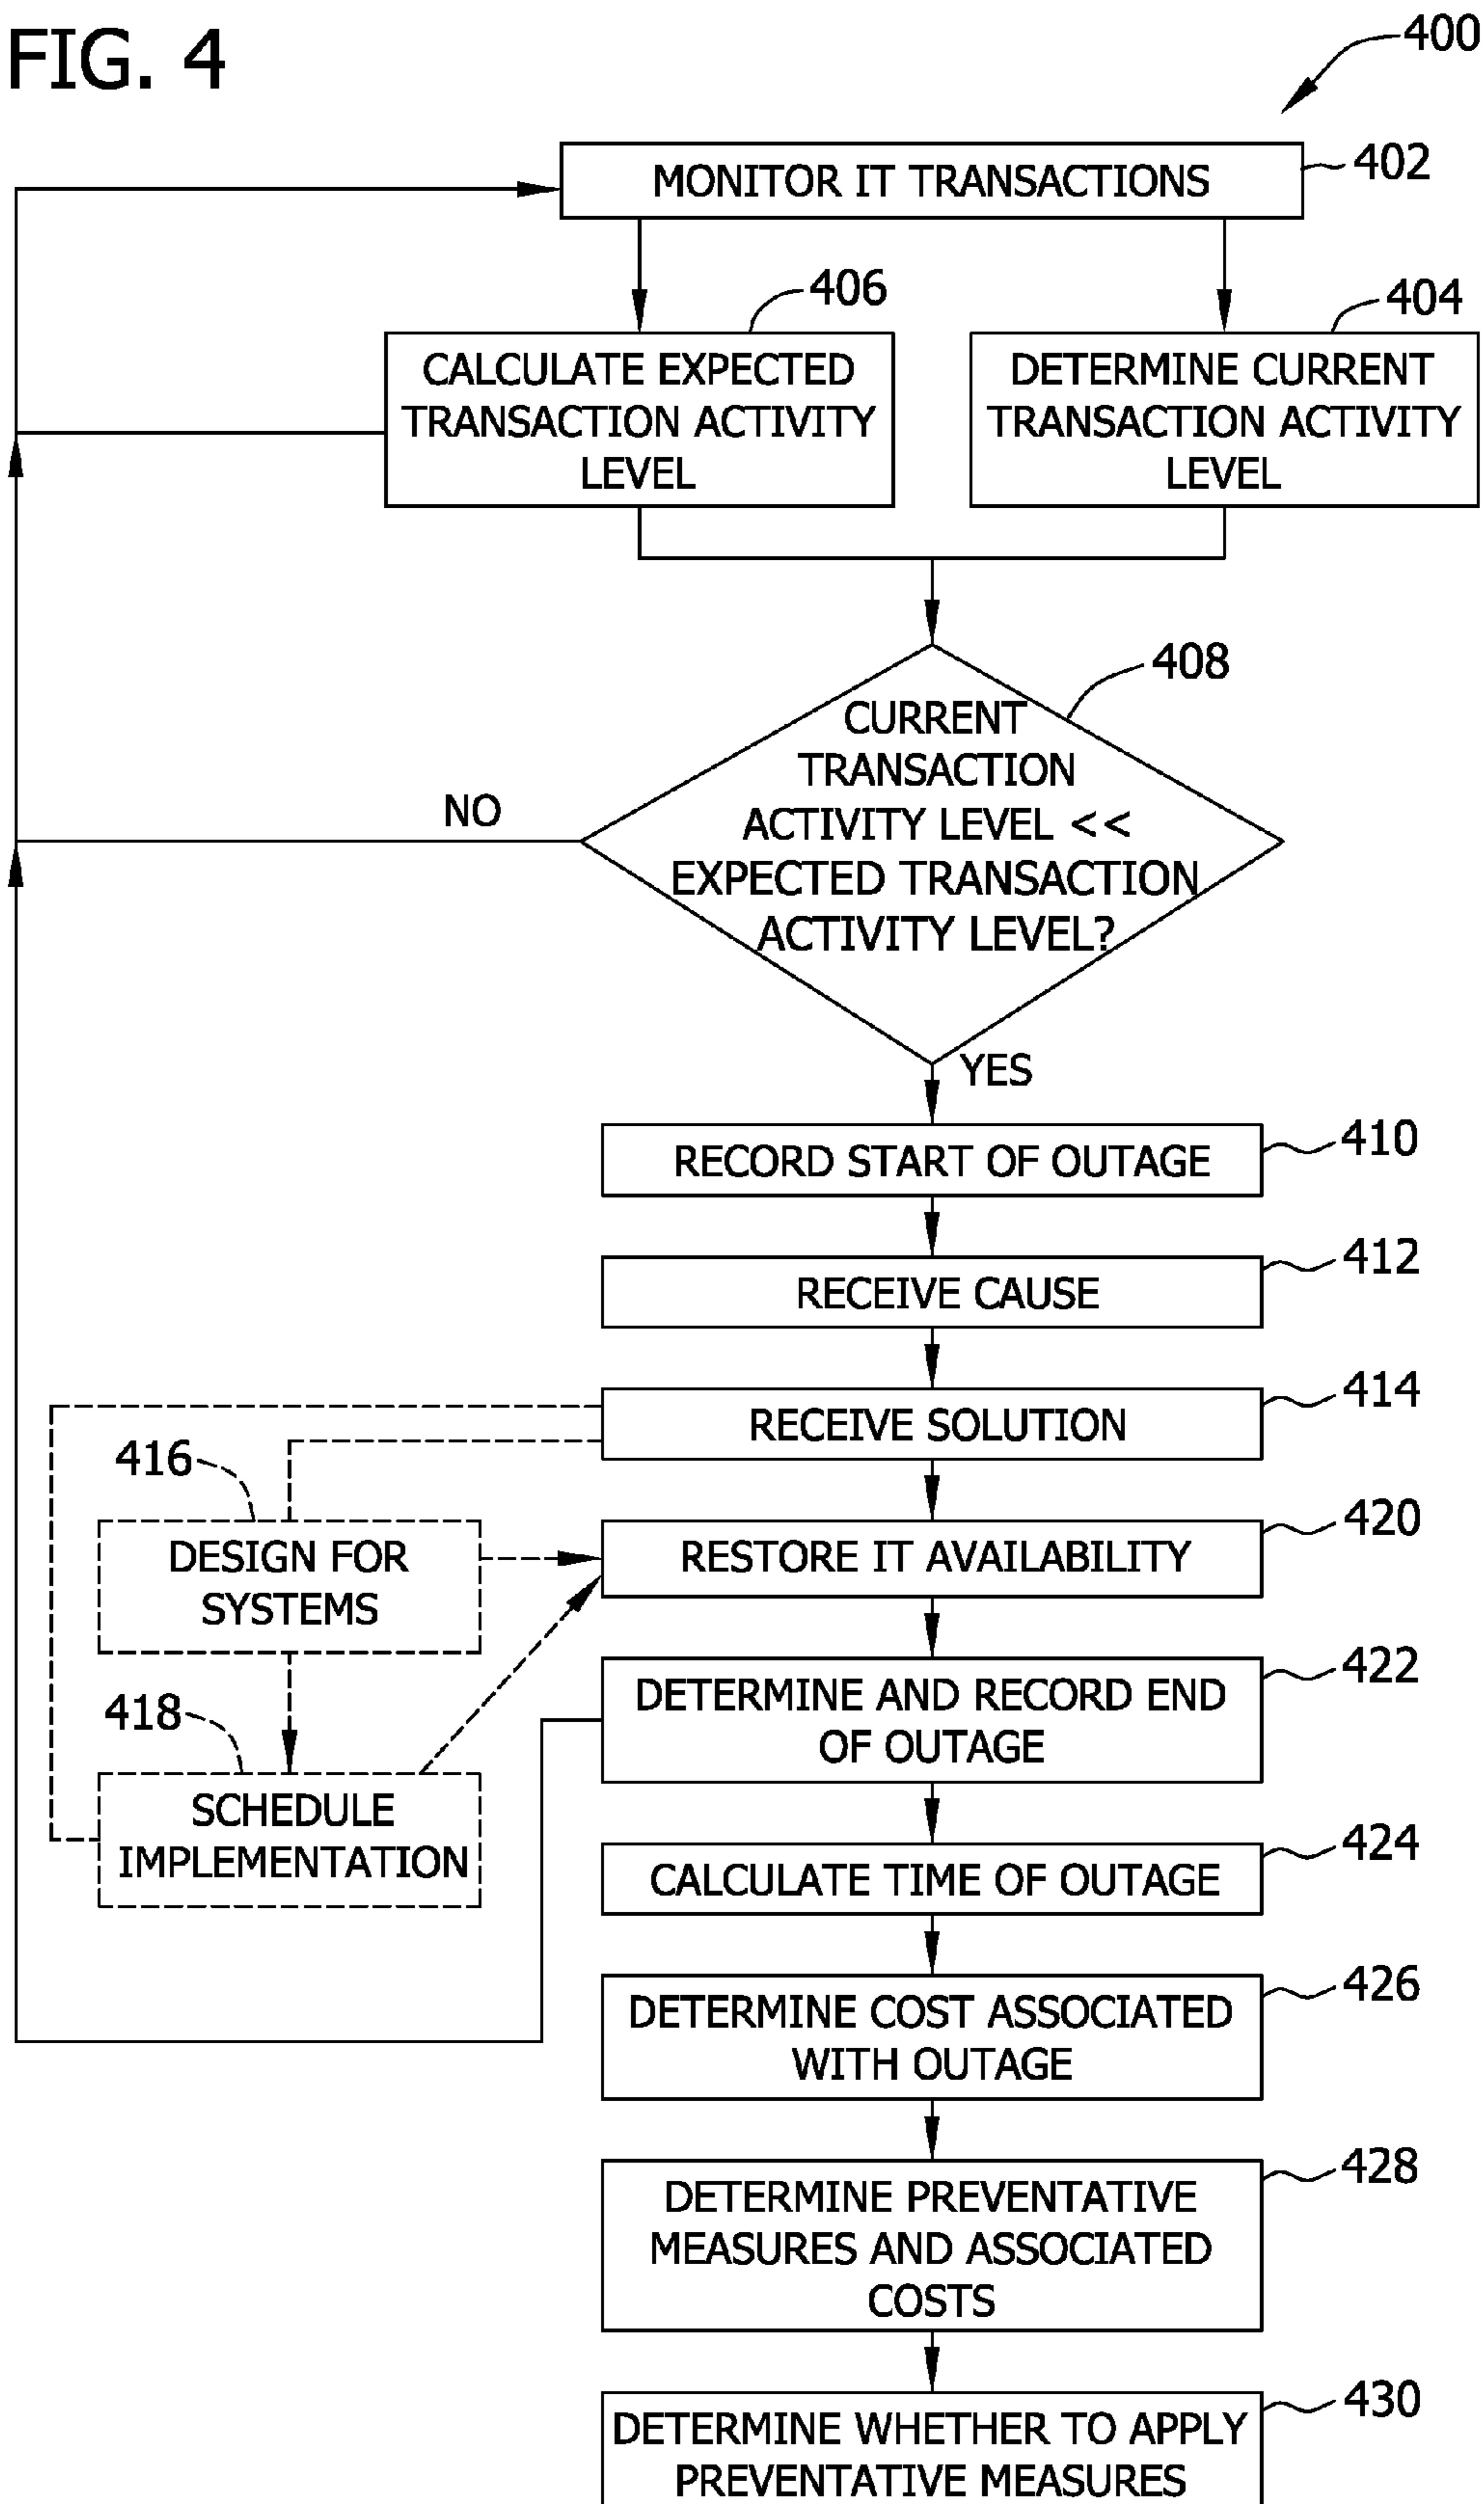 FIG. 4
400
MONITOR IT TRANSACTIONS
402
406
404
CALCULATE EXPECTED
TRANSACTION ACTIVITY
LEVEL
DETERMINE CURRENT
TRANSACTION ACTIVITY
LEVEL
408
CURRENT
TRANSACTION
ACTIVITY LEVEL <<
EXPECTED TRANSACTION
ACTIVITY LEVEL?
NO
YES
RECORD START OF OUTAGE
410
RECEIVE CAUSE
412
RECEIVE SOLUTION
414
416
DESIGN FOR
SYSTEMS
RESTORE IT AVAILABILITY
420
418
SCHEDULE
IMPLEMENTATION
DETERMINE AND RECORD END
OF OUTAGE
422
CALCULATE TIME OF OUTAGE
424
DETERMINE COST ASSOCIATED
WITH OUTAGE
426
DETERMINE PREVENTATIVE
MEASURES AND ASSOCIATED
COSTS
428
DETERMINE WHETHER TO APPLY
PREVENTATIVE MEASURES
430